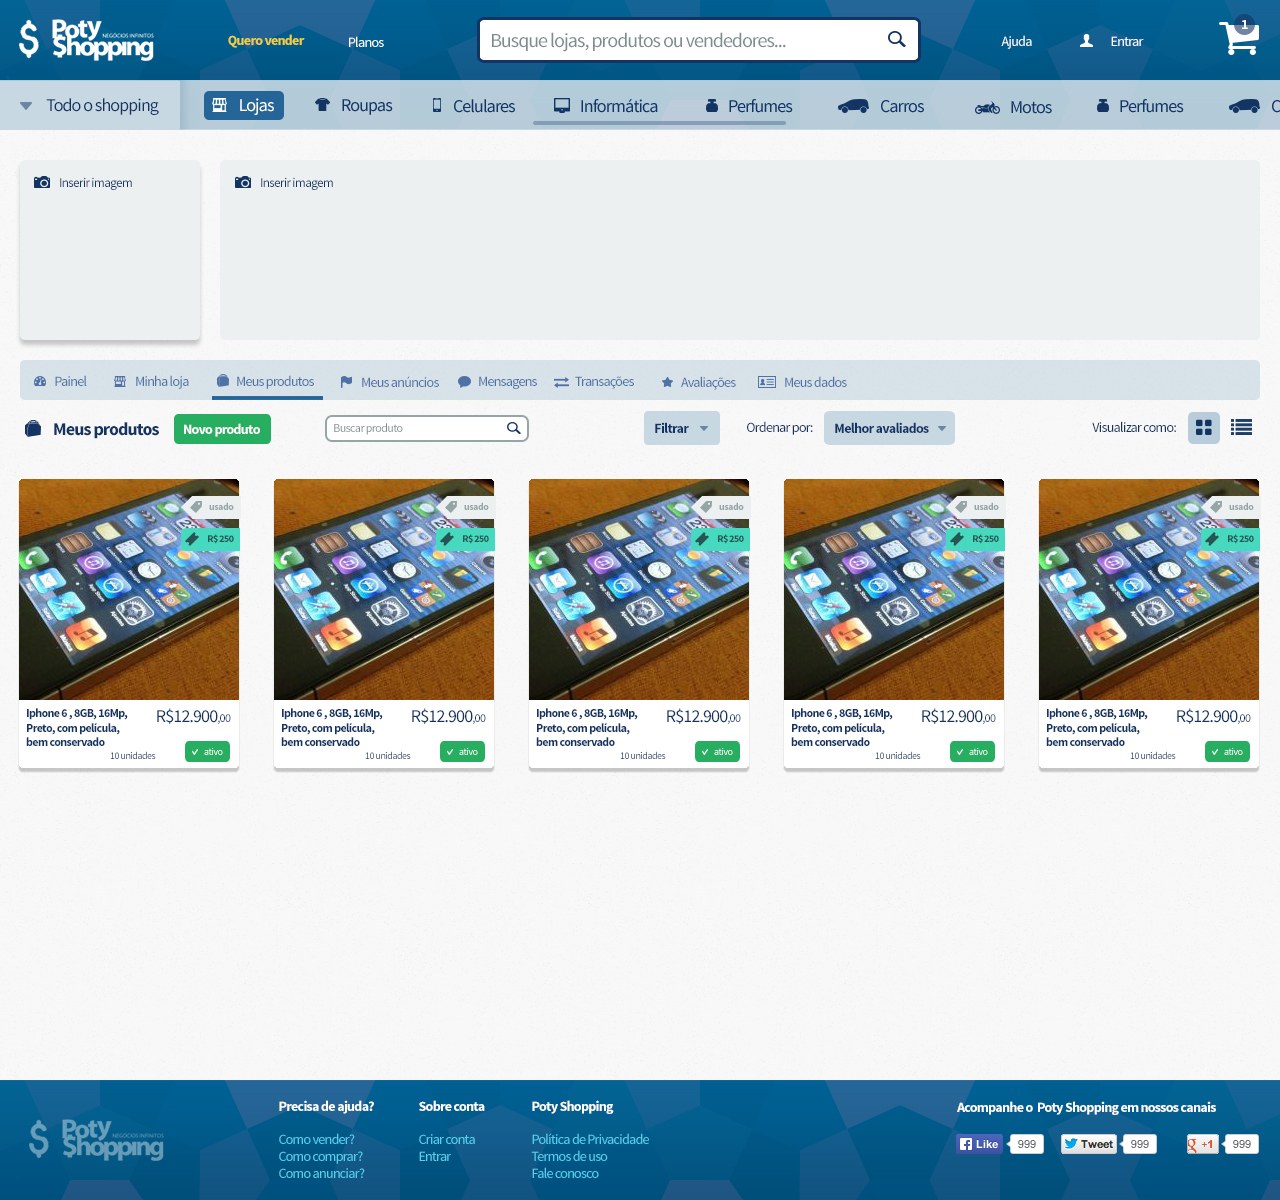 Poty Shopping
NEGÓCIOS INFINITOS
Quero vender
Planos
Busque lojas, produtos ou vendedores...
Ajuda
Entrar
1
Todo o shopping
Lojas
Roupas
Celulares
Informática
Perfumes
Carros
Motos
Perfumes
C
Inserir imagem
Inserir imagem
Painel
Minha loja
Meus produtos
Meus anúncios
Mensagens
Transações
Avaliações
Meus dados
Meus produtos
Novo produto
Buscar produto
Filtrar
Ordenar por:
Melhor avaliados
Visualizar como:
usado
R$ 250
Iphone 6 , 8GB, 16Mp,
Preto, com película,
bem conservado
R$12.900,00
10 unidades
ativo
usado
R$ 250
Iphone 6 , 8GB, 16Mp,
Preto, com película,
bem conservado
R$12.900,00
10 unidades
ativo
usado
R$ 250
Iphone 6 , 8GB, 16Mp,
Preto, com película,
bem conservado
R$12.900,00
10 unidades
ativo
usado
R$ 250
Iphone 6 , 8GB, 16Mp,
Preto, com película,
bem conservado
R$12.900,00
10 unidades
ativo
usado
R$ 250
Iphone 6 , 8GB, 16Mp,
Preto, com película,
bem conservado
R$12.900,00
10 unidades
ativo
Poty Shopping
NEGÓCIOS INFINITOS
Precisa de ajuda?
Como vender?
Como comprar?
Como anunciar?
Sobre conta
Criar conta
Entrar
Poty Shopping
Política de Privacidade
Termos de uso
Fale conosco
Acompanhe o Poty Shopping em nossos canais
Like
999
Tweet
999
+1
999